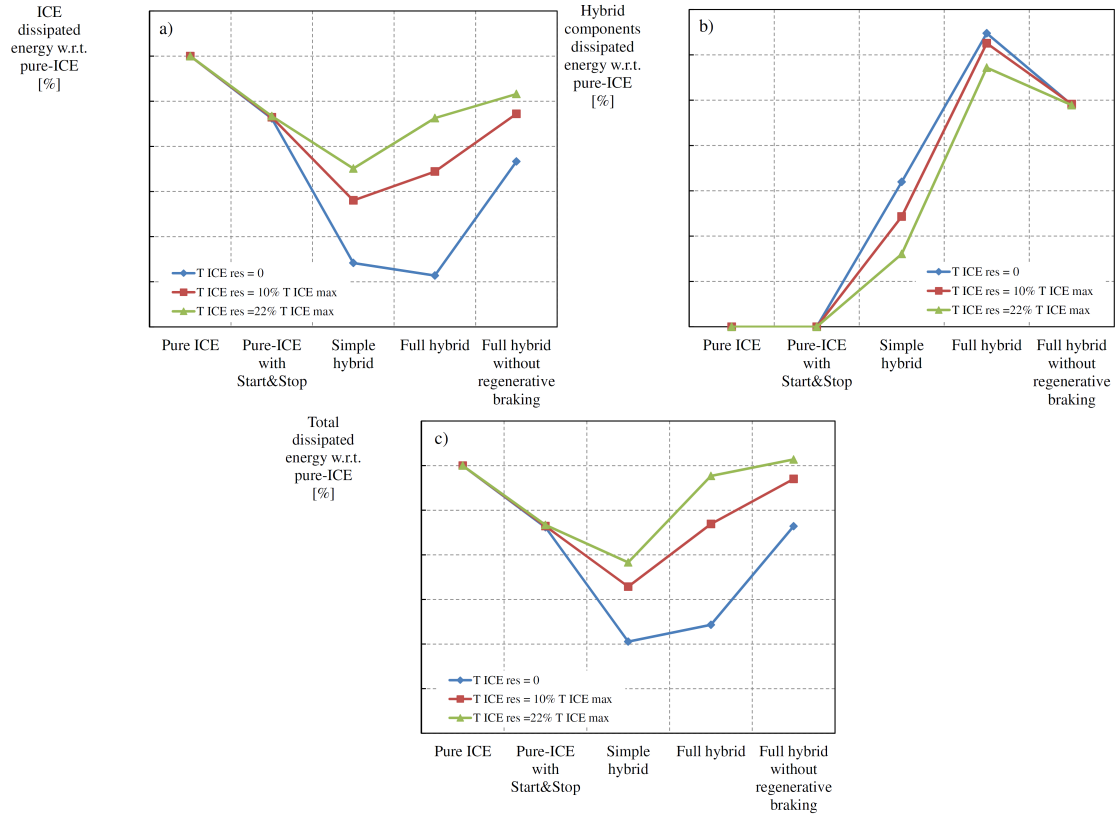 ICE
dissipated
energy w.r.t.
pure-ICE
[%]
a)
T ICE res = 0
T ICE res = 10% T ICE max
T ICE res =22% T ICE max
Pure ICE
Pure-ICE
with
Start&Stop
Simple
hybrid
Full hybrid
Full hybrid
without
regenerative
braking
Hybrid
components
dissipated
energy w.r.t.
pure-ICE
[%]
b)
T ICE res = 0
T ICE res = 10% T ICE max
T ICE res =22% T ICE max
Pure ICE
Pure-ICE
with
Start&Stop
Simple
hybrid
Full hybrid
Full hybrid
without
regenerative
braking
Total
dissipated
energy w.r.t.
pure-ICE
[%]
c)
T ICE res = 0
T ICE res = 10% T ICE max
T ICE res =22% T ICE max
Pure ICE
Pure-ICE
with
Start&Stop
Simple
hybrid
Full hybrid
Full hybrid
without
regenerative
braking